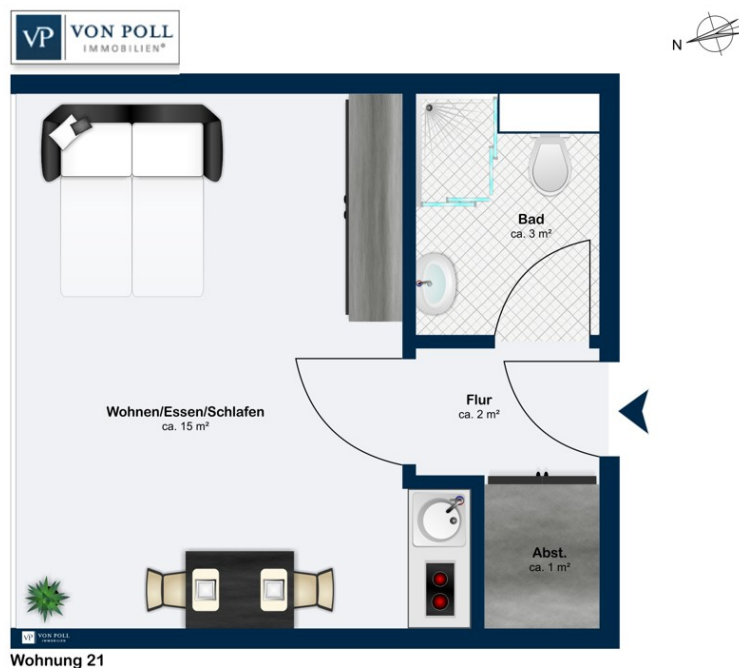 VP VON POLL
IMMOBILIEN®
N
Bad
ca. 3 m²
Wohnen/Essen/Schlafen
ca. 15 m²
Flur
ca. 2 m²
Abst.
ca. 1 m²
VP VON POLL
IMMOBILIEN
Wohnung 21